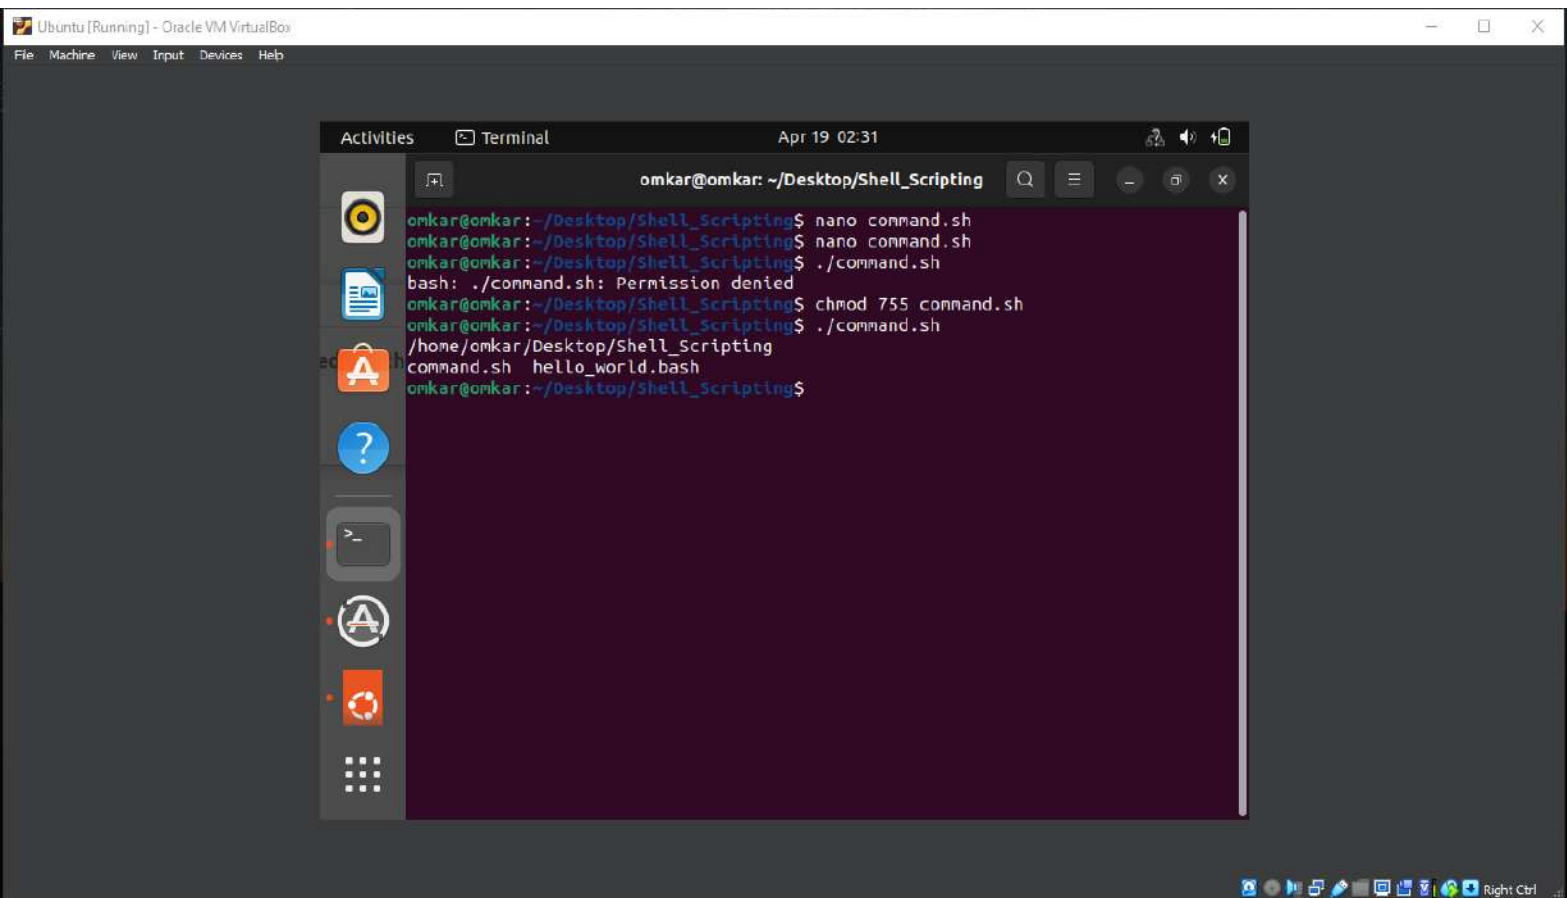 Ubuntu [Running] - Oracle VM VirtualBox
File Machine View Input Devices Help
Activities Terminal Apr 19 02:31
omkar@omkar: ~/Desktop/Shell_Scripting
omkar@omkar:~/Desktop/Shell_Scripting$ nano command.sh
omkar@omkar:~/Desktop/Shell_Scripting$ nano command.sh
omkar@omkar:~/Desktop/Shell_Scripting$ ./command.sh
bash: ./command.sh: Permission denied
omkar@omkar:~/Desktop/Shell_Scripting$ chmod 755 command.sh
omkar@omkar:~/Desktop/Shell_Scripting$ ./command.sh
/home/omkar/Desktop/Shell_Scripting
command.sh hello_world.bash
omkar@omkar:~/Desktop/Shell_Scripting$
Right Ctrl